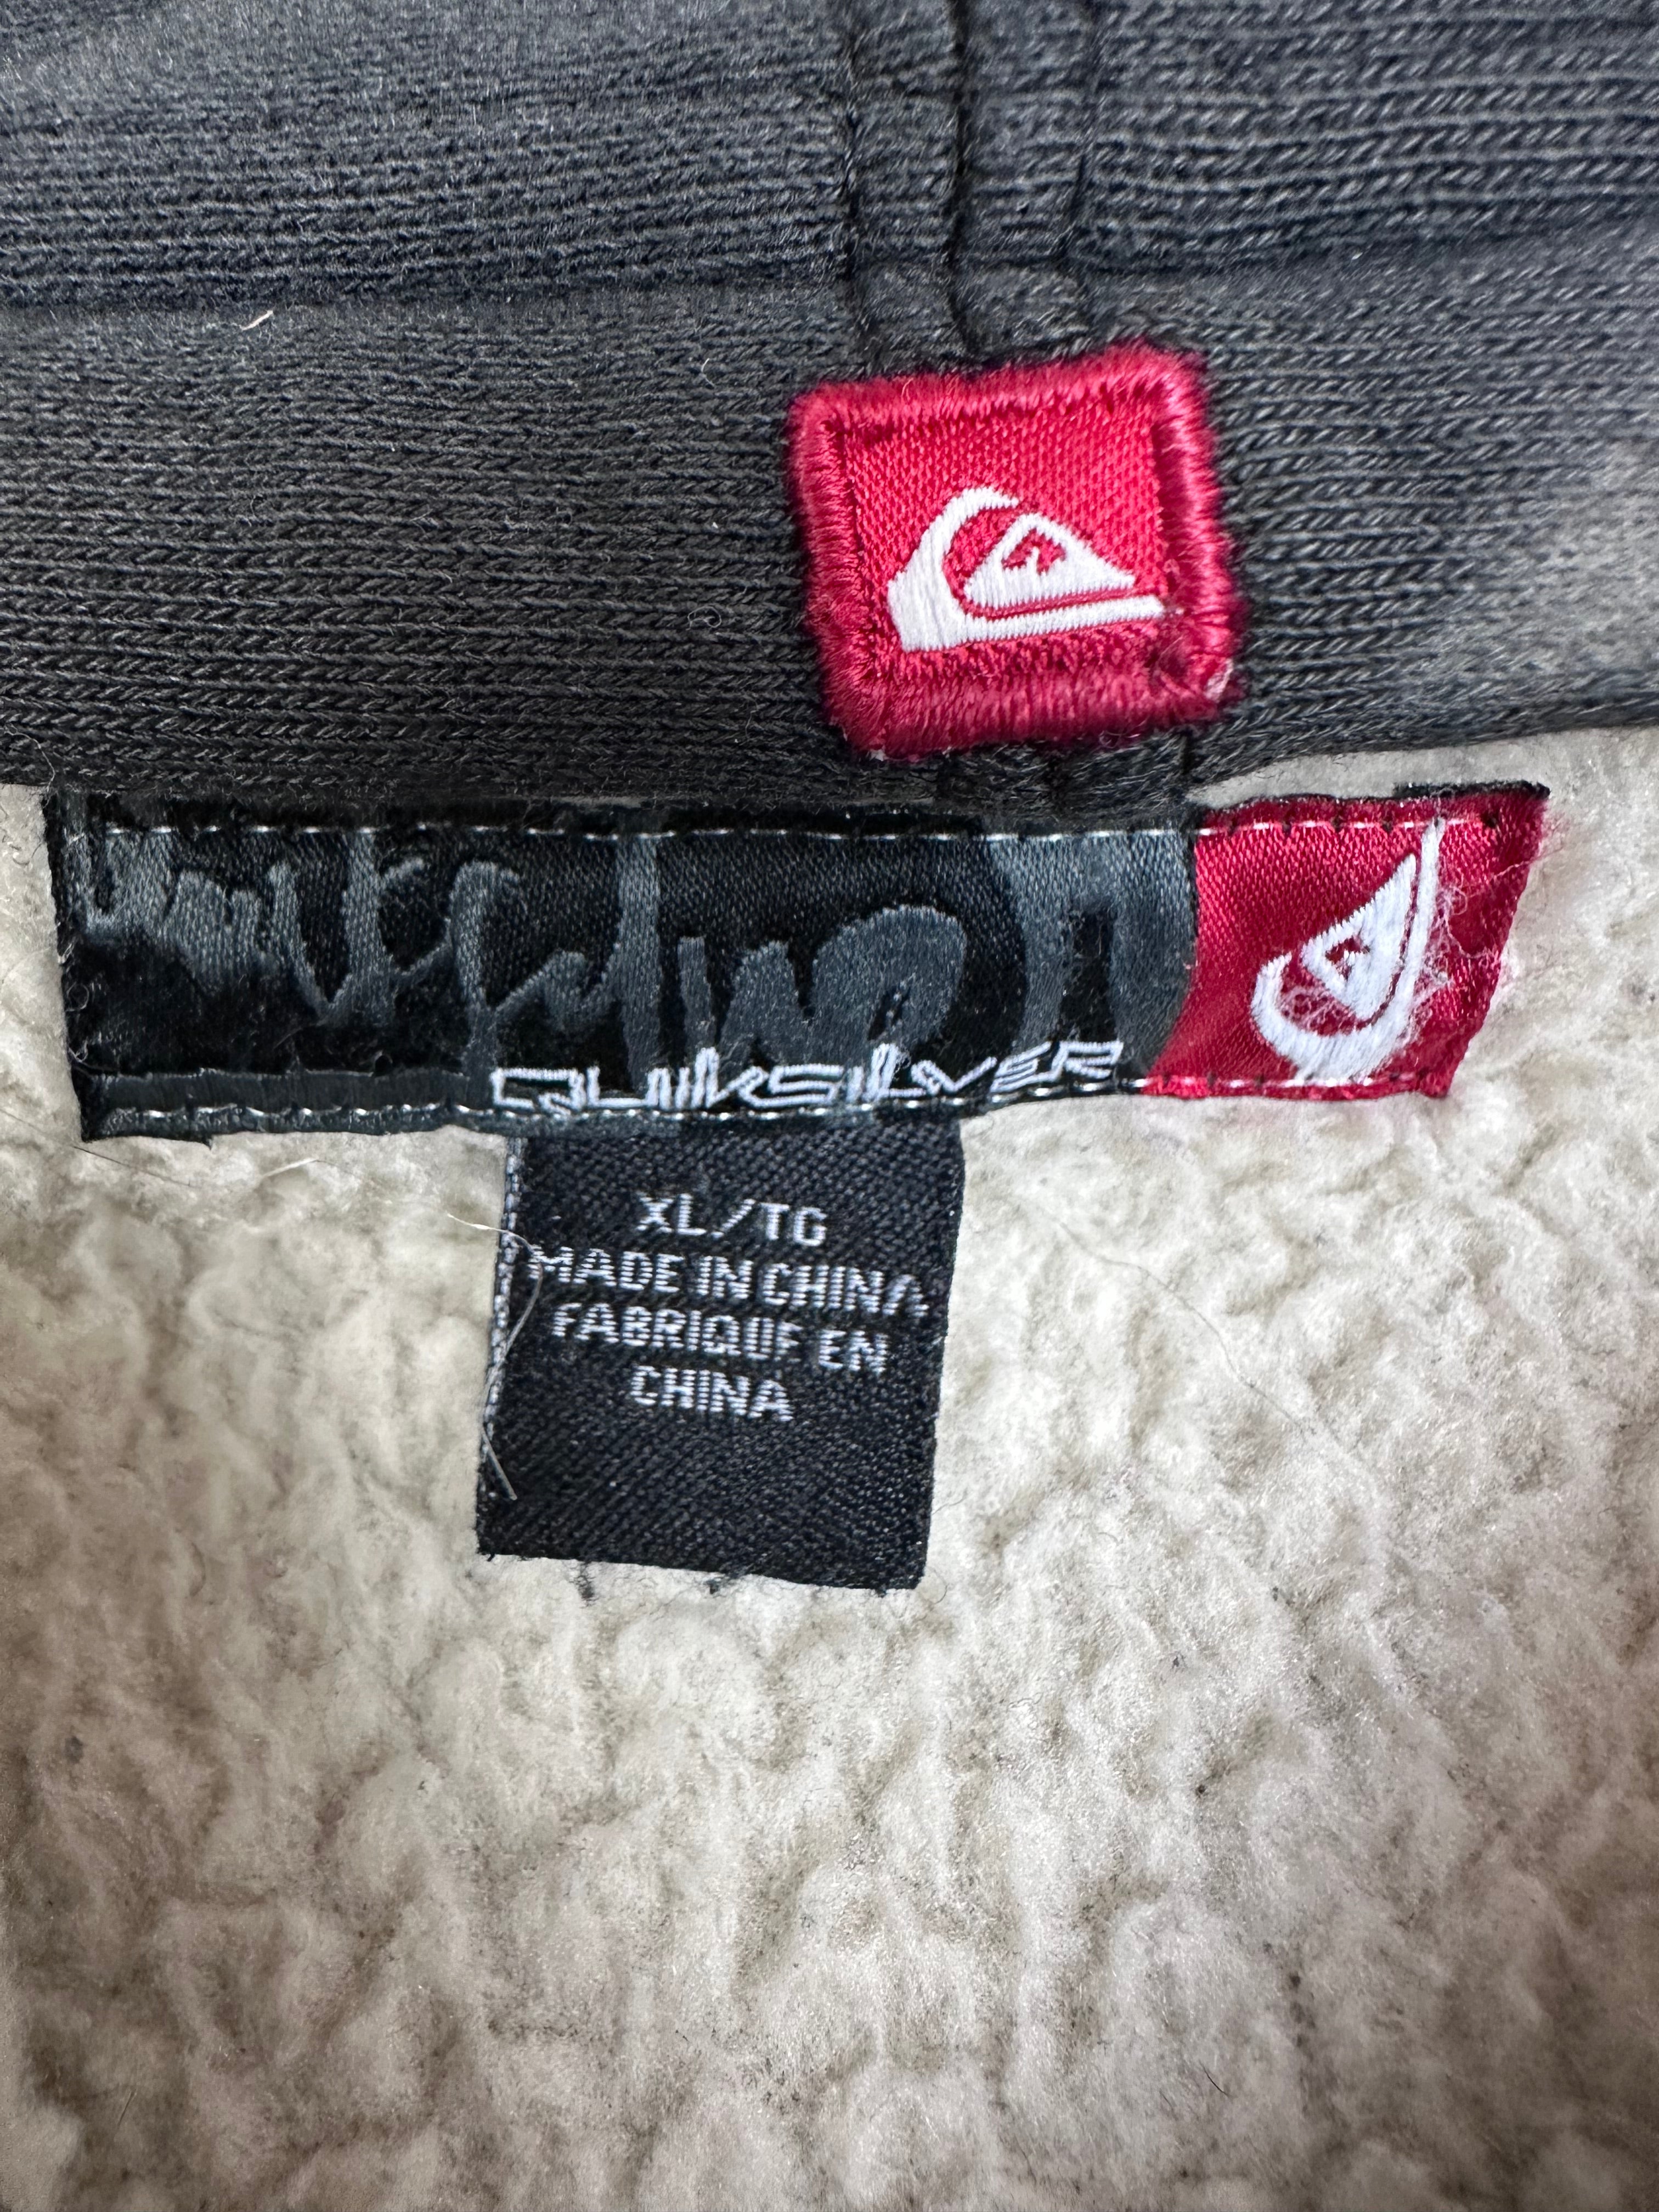 QUIKSILVER
XL/TG
MADE IN CHINA
FABRIQUE EN
CHINA